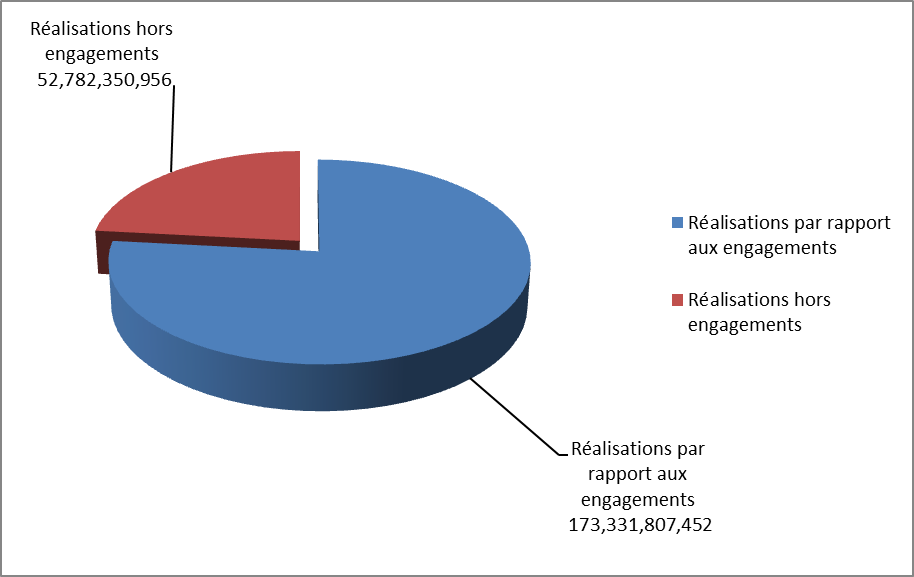 Réalisations hors
engagements
52,782,350,956
Réalisations par rapport
aux engagements
Réalisations hors
engagements
Réalisations par
rapport aux
engagements
173,331,807,452